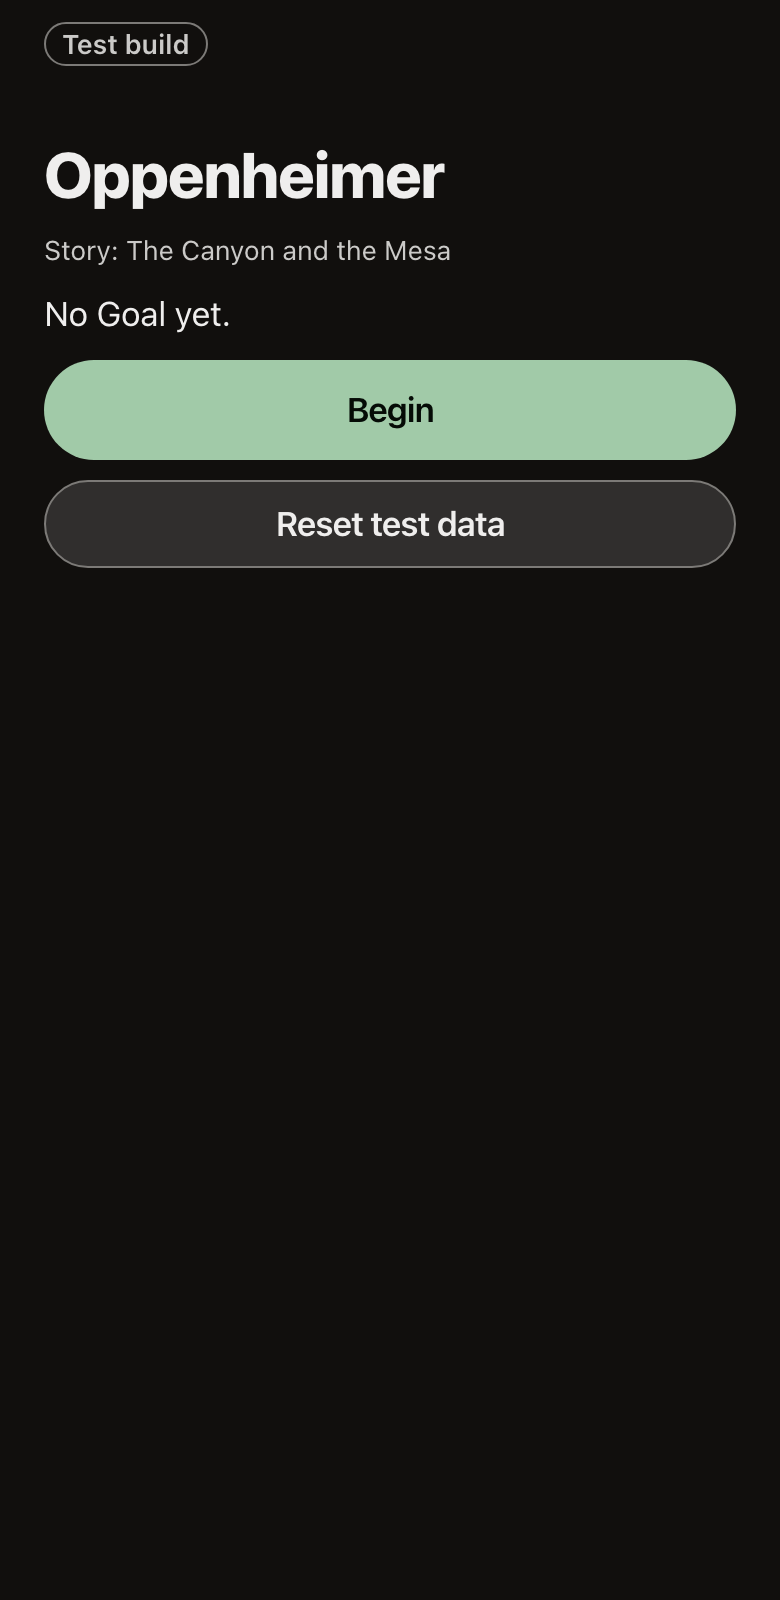 Test build
Oppenheimer
Story: The Canyon and the Mesa
No Goal yet.
Begin
Reset test data